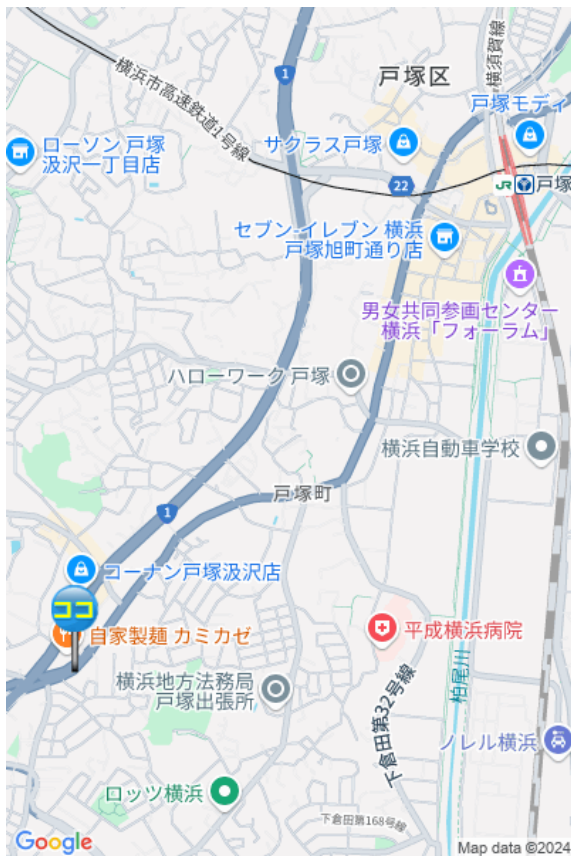 横須賀線
1
戸塚区
横浜市高速鉄道1号線
戸塚モディ
ローソン 戸塚
汲沢一丁目店
サクラス戸塚
22
JR
戸塚
セブン-イレブン 横浜
戸塚旭町通り店
男女共同参画センター
横浜「フォーラム」
ハローワーク 戸塚
横浜自動車学校
戸塚町
1
コーナン戸塚汲沢店
ココ
自家製麺 カミカゼ
平成横浜病院
柏尾川
横浜地方法務局
戸塚出張所
下倉田第32号線
ノレル横浜
ロッツ横浜
下倉田第168号線
Google
Map data ©2024